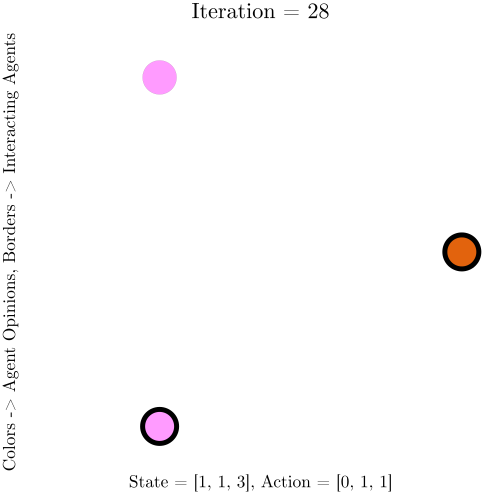 Iteration = 28
Colors -> Agent Opinions, Borders -> Interacting Agents
State = [1, 1, 3], Action = [0, 1, 1]